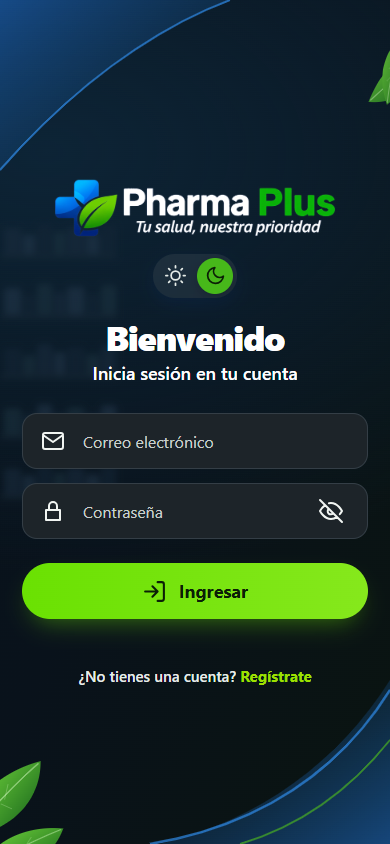 Pharma Plus
Tu salud, nuestra prioridad
Bienvenido
Inicia sesión en tu cuenta
Correo electrónico
Contraseña
Ingresar
¿No tienes una cuenta? Regístrate